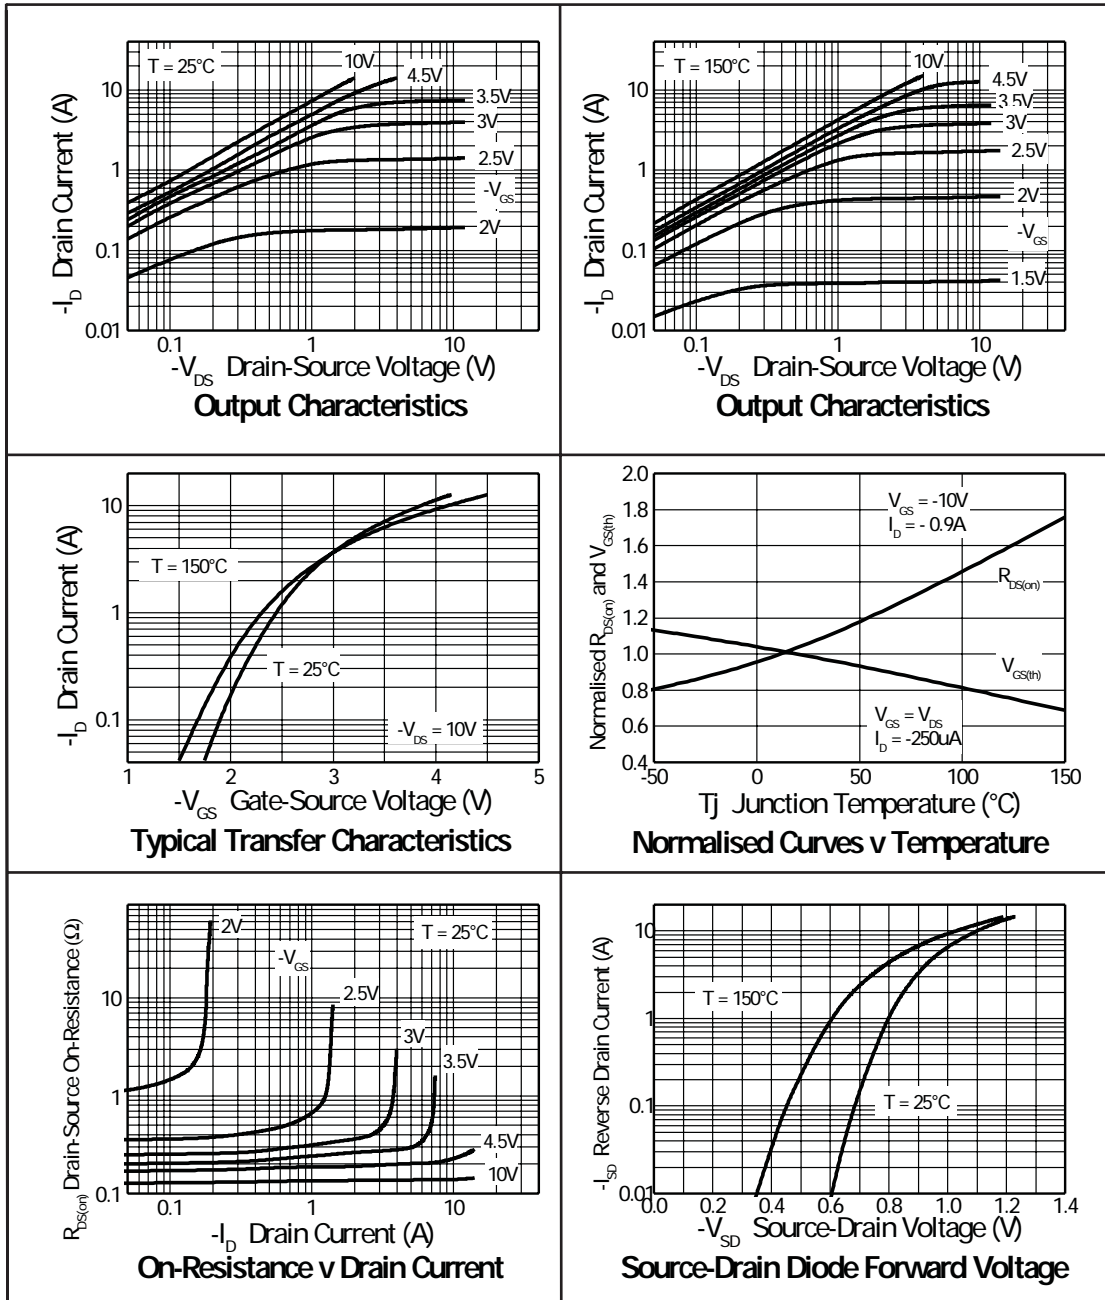 T = 25°C
10V
4.5V
3.5V
3V
2.5V
-VGS
2V
10
1
0.1
0.01
0.1
1
10
-ID Drain Current (A)
-VDS Drain-Source Voltage (V)
Output Characteristics
T = 150°C
10V
4.5V
3.5V
3V
2.5V
2V
-VGS
1.5V
10
1
0.1
0.01
0.1
1
10
-ID Drain Current (A)
-VDS Drain-Source Voltage (V)
Output Characteristics
10
1
0.1
T = 150°C
T = 25°C
-VDS = 10V
1
2
3
4
5
-ID Drain Current (A)
-VGS Gate-Source Voltage (V)
Typical Transfer Characteristics
2.0
1.8
1.6
1.4
1.2
1.0
0.8
0.6
0.4
VGS = -10V
ID = - 0.9A
RDS(on)
VGS(th)
VGS = VDS
ID = -250uA
-50
0
50
100
150
Normalised RDS(on) and VGS(th)
Tj Junction Temperature (°C)
Normalised Curves v Temperature
2V
T = 25°C
-VGS
2.5V
3V
3.5V
4.5V
10V
10
1
0.1
0.1
1
10
RDS(on) Drain-Source On-Resistance (Ω)
-ID Drain Current (A)
On-Resistance v Drain Current
10
1
0.1
0.01
T = 150°C
T = 25°C
0.0
0.2
0.4
0.6
0.8
1.0
1.2
1.4
-ISD Reverse Drain Current (A)
-VSD Source-Drain Voltage (V)
Source-Drain Diode Forward Voltage